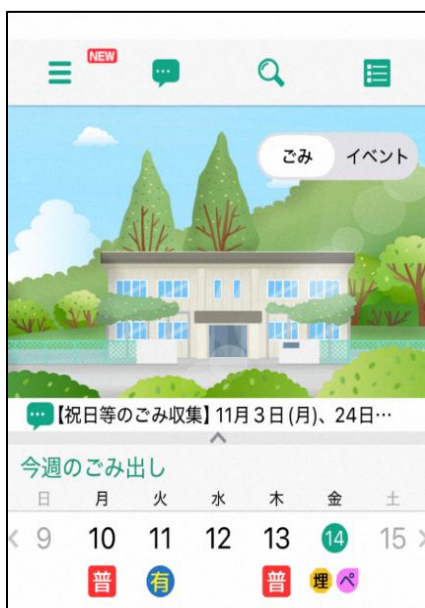 NEW
ごみ イベント
【祝日等のごみ収集】11月3日(月)、24日…
今週のごみ出し
日 月 火 水 木 金 土
9 10 11 12 13 14 15
普 有 普 埋 ペ